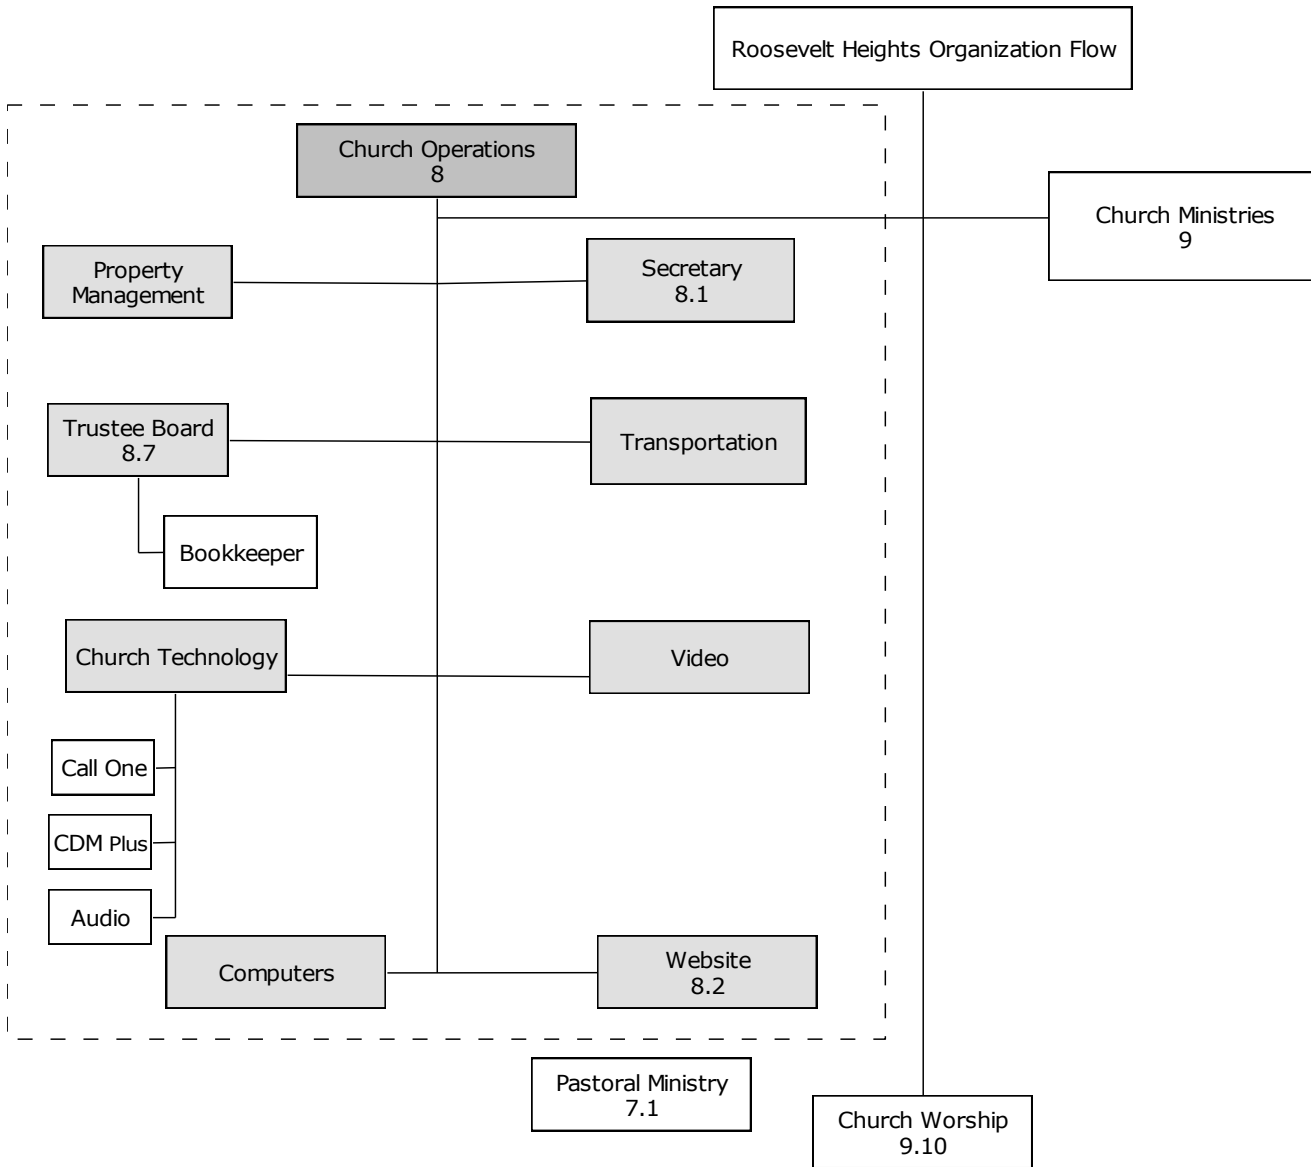 Roosevelt Heights Organization Flow
Church Operations
8
Church Ministries
9
Property
Management
Secretary
8.1
Trustee Board
8.7
Transportation
Bookkeeper
Church Technology
Video
Call One
CDM Plus
Audio
Computers
Website
8.2
Pastoral Ministry
7.1
Church Worship
9.10